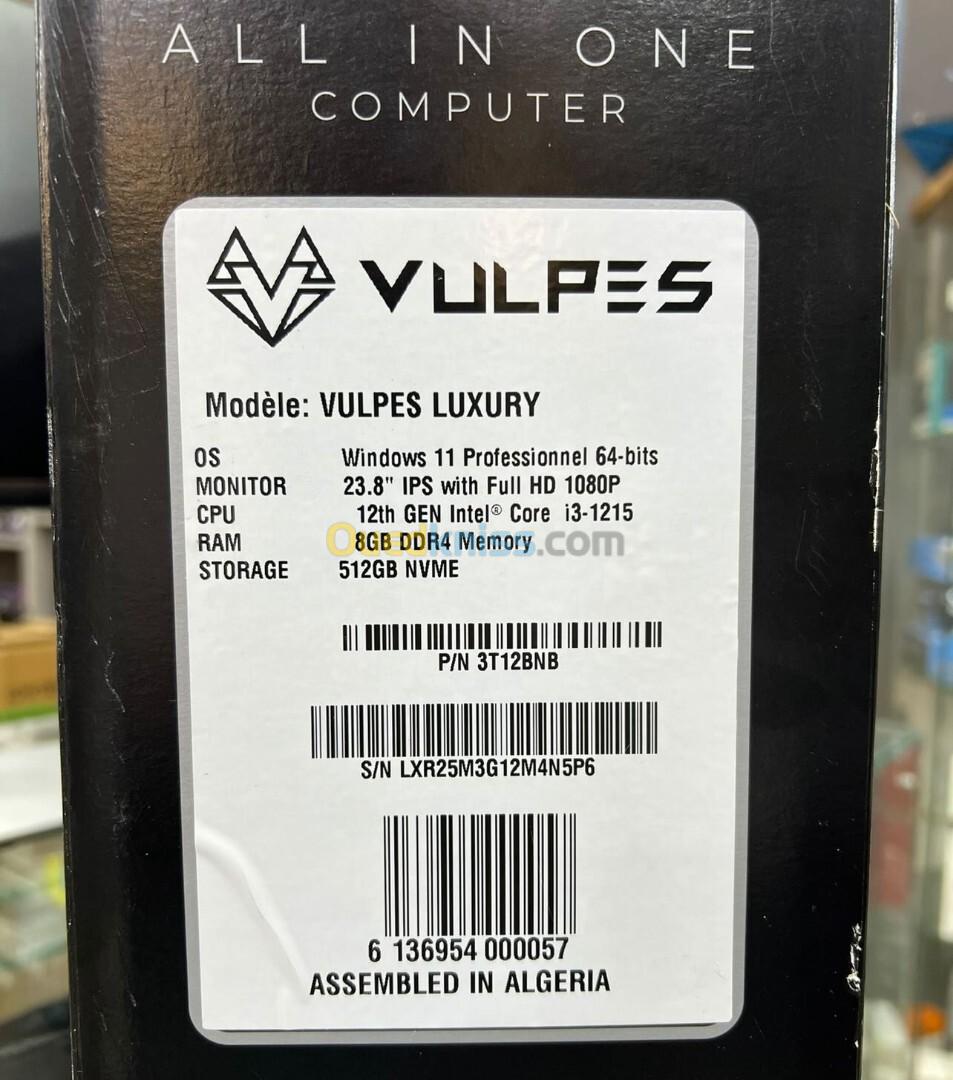 ALL IN ONE
COMPUTER
VULPES
Modèle: VULPES LUXURY
OS Windows 11 Professionnel 64-bits
MONITOR 23.8" IPS with Full HD 1080P
CPU 12th GEN Intel® Core i3-1215
RAM 8GB DDR4 Memory
Ouedkniss.com
STORAGE 512GB NVME
P/N 3T12BNB
S/N LXR25M3G12M4N5P6
6 136954 000057
ASSEMBLED IN ALGERIA